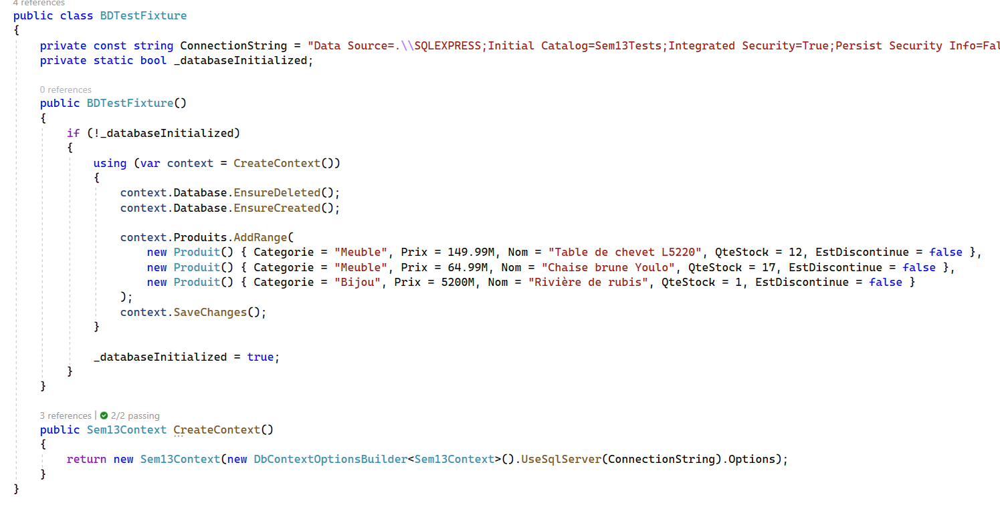 4 references
public class BDTestFixture
{
private const string ConnectionString = "Data Source=.\\SQLEXPRESS;Initial Catalog=Sem13Tests;Integrated Security=True;Persist Security Info=Fal
private static bool _databaseInitialized;
0 references
public BDTestFixture()
{
if (!_databaseInitialized)
{
using (var context = CreateContext())
{
context.Database.EnsureDeleted();
context.Database.EnsureCreated();
context.Produits.AddRange(
new Produit() { Categorie = "Meuble", Prix = 149.99M, Nom = "Table de chevet L5220", QteStock = 12, EstDiscontinue = false },
new Produit() { Categorie = "Meuble", Prix = 64.99M, Nom = "Chaise brune Youlo", QteStock = 17, EstDiscontinue = false },
new Produit() { Categorie = "Bijou", Prix = 5200M, Nom = "Rivière de rubis", QteStock = 1, EstDiscontinue = false }
);
context.SaveChanges();
}
_databaseInitialized = true;
}
}
3 references | 2/2 passing
public Sem13Context CreateContext()
{
return new Sem13Context(new DbContextOptionsBuilder<Sem13Context>().UseSqlServer(ConnectionString).Options);
}
}